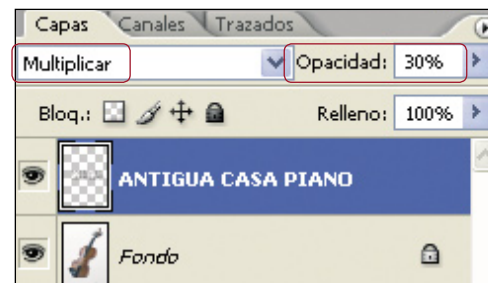 Capas Canales Trazados
Multiplicar Opacidad: 30%
Bloq.: Relleno: 100%
ANTIGUA CASA PIANO
Fondo